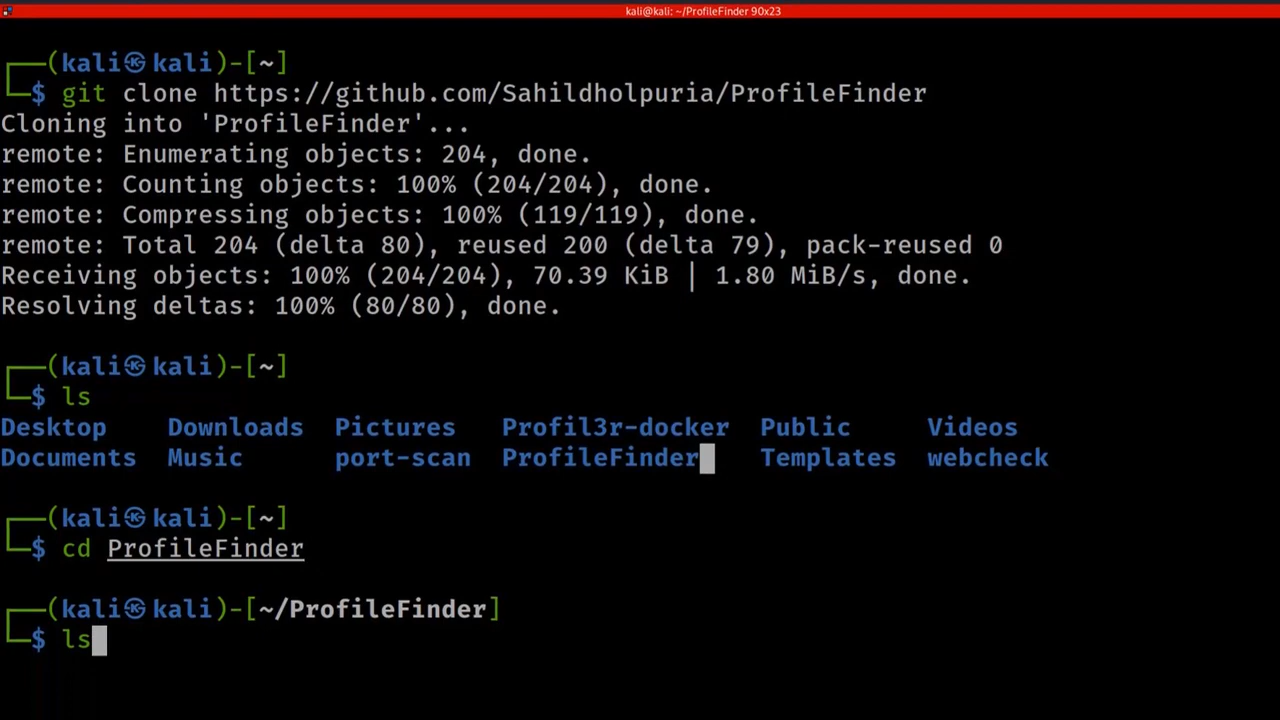 kali@kali: ~/ProfileFinder 90x23
┌──(kali㉿kali)-[~]
└─$ git clone https://github.com/Sahildholpuria/ProfileFinder
Cloning into 'ProfileFinder'...
remote: Enumerating objects: 204, done.
remote: Counting objects: 100% (204/204), done.
remote: Compressing objects: 100% (119/119), done.
remote: Total 204 (delta 80), reused 200 (delta 79), pack-reused 0
Receiving objects: 100% (204/204), 70.39 KiB | 1.80 MiB/s, done.
Resolving deltas: 100% (80/80), done.
┌──(kali㉿kali)-[~]
└─$ ls
Desktop Downloads Pictures Profil3r-docker Public Videos
Documents Music port-scan ProfileFinder Templates webcheck
┌──(kali㉿kali)-[~]
└─$ cd ProfileFinder
┌──(kali㉿kali)-[~/ProfileFinder]
└─$ ls